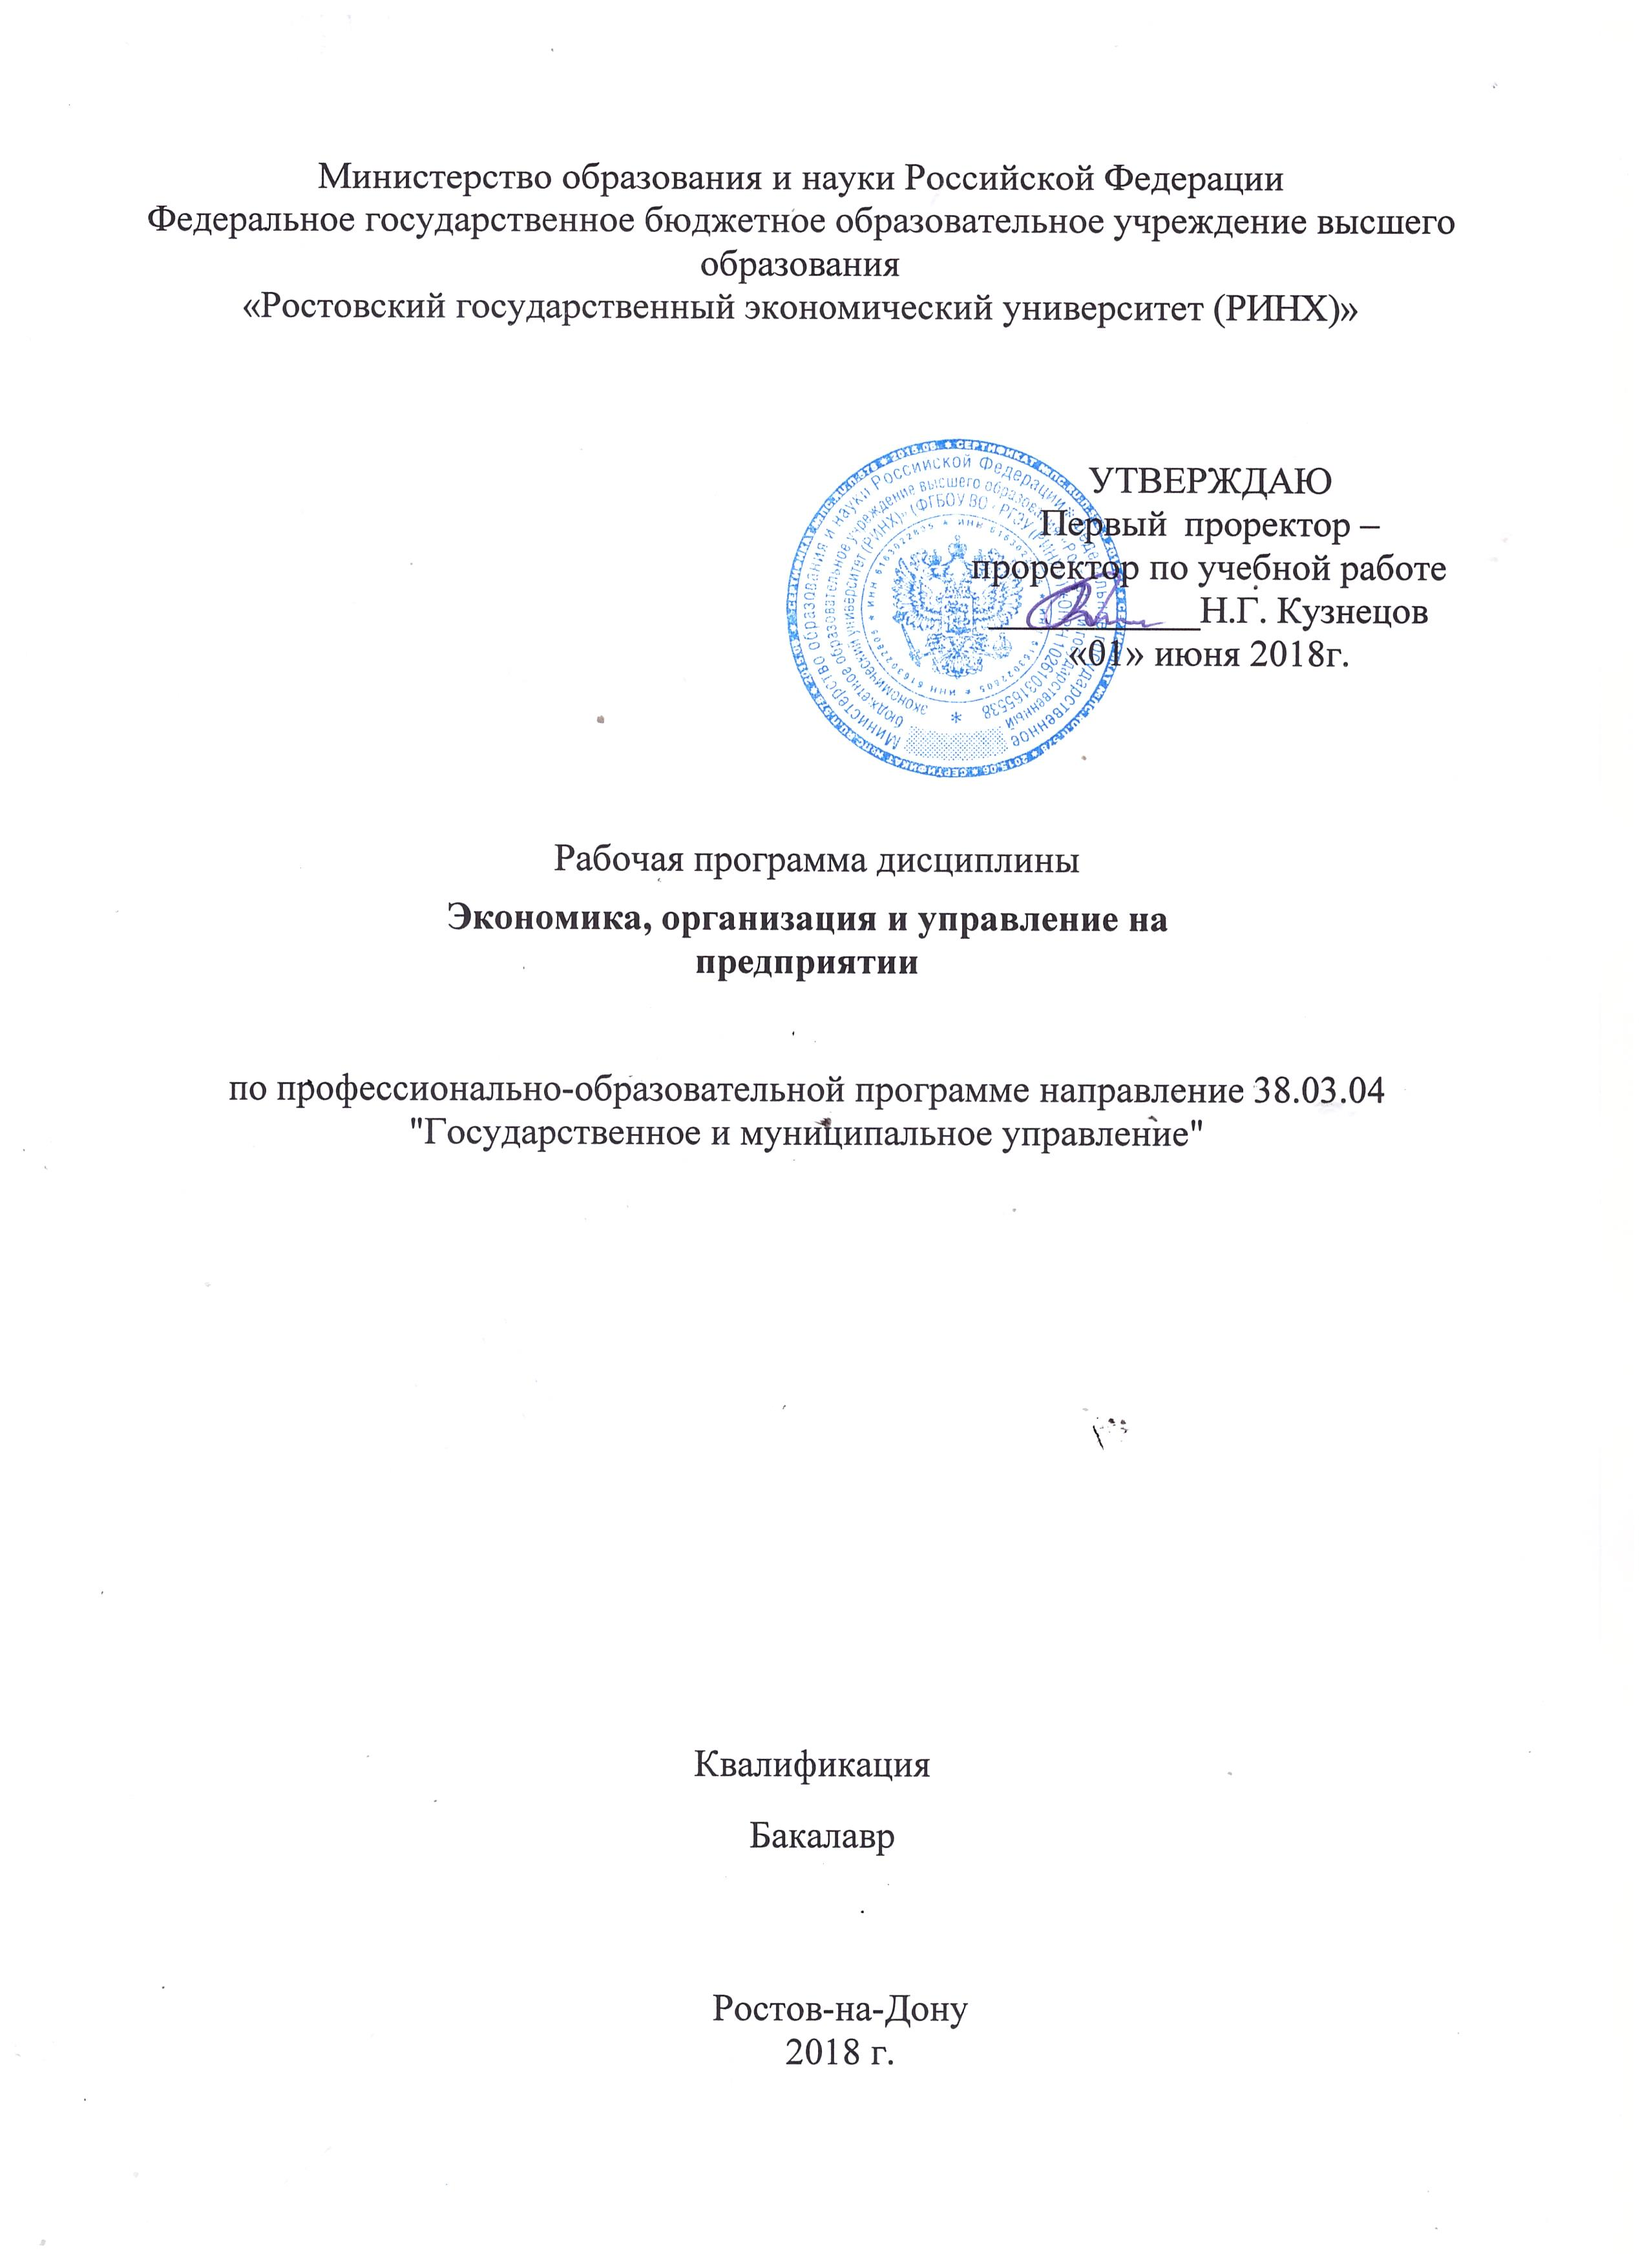 Министерство образования и науки Российской Федерации
Федеральное государственное бюджетное образовательное учреждение высшего
образования
«Ростовский государственный экономический университет (РИНХ)»
УТВЕРЖДАЮ
Первый проректор –
проректор по учебной работе
Н.Г. Кузнецов
«01» июня 2018г.
Рабочая программа дисциплины
Экономика, организация и управление на
предприятии
по профессионально-образовательной программе направление 38.03.04
"Государственное и муниципальное управление"
Квалификация
Бакалавр
Ростов-на-Дону
2018 г.